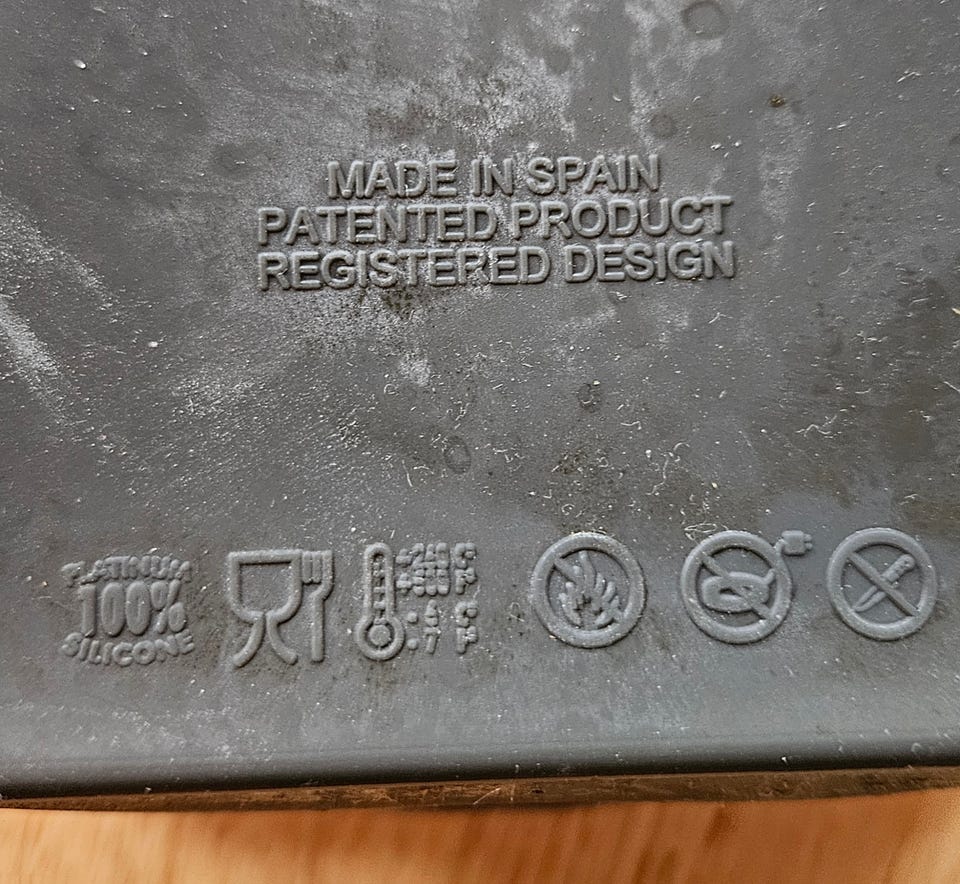 MADE IN SPAIN
PATENTED PRODUCT
REGISTERED DESIGN
PLATINUM
100%
SILICONE